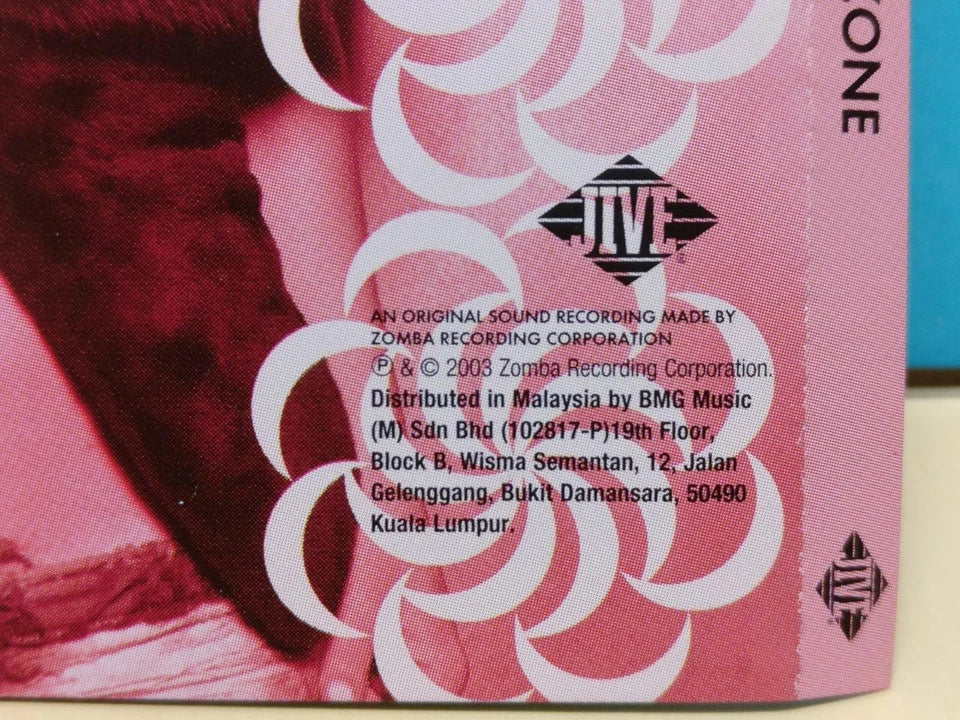 ZONE
JIVE
AN ORIGINAL SOUND RECORDING MADE BY
ZOMBA RECORDING CORPORATION
℗ & © 2003 Zomba Recording Corporation.
Distributed in Malaysia by BMG Music
(M) Sdn Bhd (102817-P)19th Floor,
Block B, Wisma Semantan, 12, Jalan
Gelenggang, Bukit Damansara, 50490
Kuala Lumpur.
JIVE